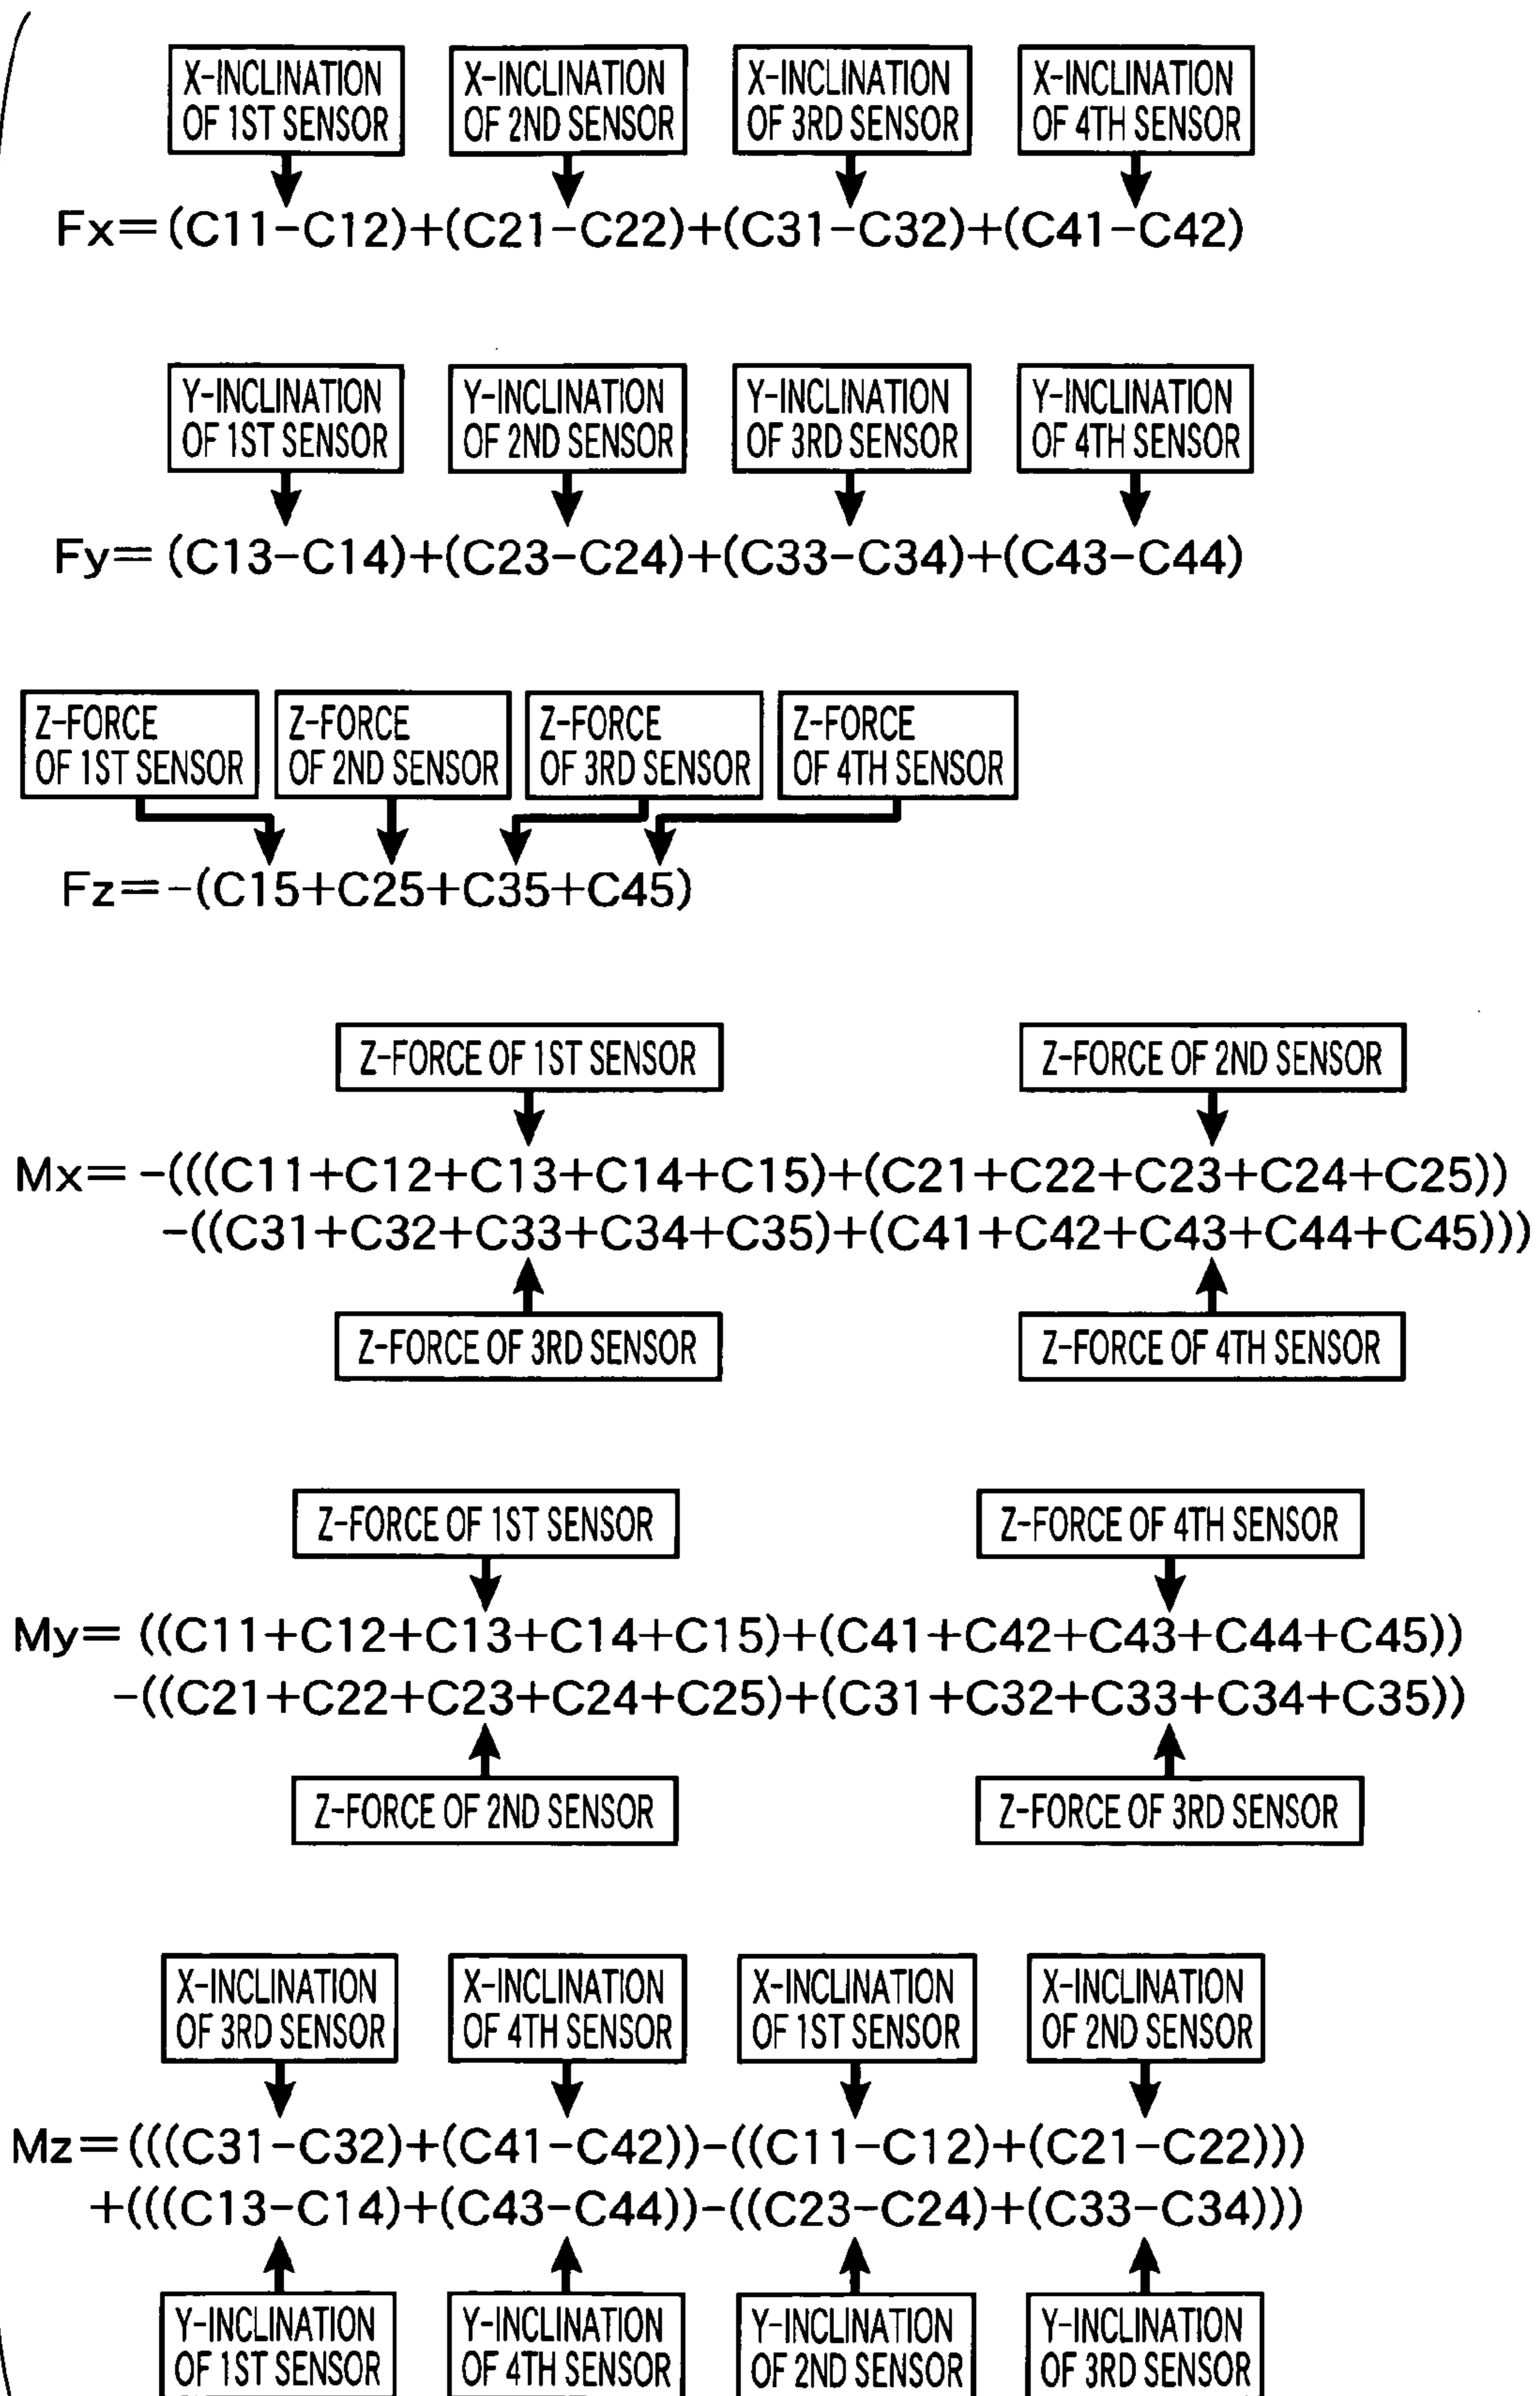 X-INCLINATION
OF 1ST SENSOR
X-INCLINATION
OF 2ND SENSOR
X-INCLINATION
OF 3RD SENSOR
X-INCLINATION
OF 4TH SENSOR
Fx=(C11-C12)+(C21-C22)+(C31-C32)+(C41-C42)
Y-INCLINATION
OF 1ST SENSOR
Y-INCLINATION
OF 2ND SENSOR
Y-INCLINATION
OF 3RD SENSOR
Y-INCLINATION
OF 4TH SENSOR
Fy=(C13-C14)+(C23-C24)+(C33-C34)+(C43-C44)
Z-FORCE
OF 1ST SENSOR
Z-FORCE
OF 2ND SENSOR
Z-FORCE
OF 3RD SENSOR
Z-FORCE
OF 4TH SENSOR
Fz=-(C15+C25+C35+C45)
Z-FORCE OF 1ST SENSOR
Z-FORCE OF 2ND SENSOR
Mx=-(((C11+C12+C13+C14+C15)+(C21+C22+C23+C24+C25))
-((C31+C32+C33+C34+C35)+(C41+C42+C43+C44+C45)))
Z-FORCE OF 3RD SENSOR
Z-FORCE OF 4TH SENSOR
Z-FORCE OF 1ST SENSOR
Z-FORCE OF 4TH SENSOR
My=((C11+C12+C13+C14+C15)+(C41+C42+C43+C44+C45))
-((C21+C22+C23+C24+C25)+(C31+C32+C33+C34+C35))
Z-FORCE OF 2ND SENSOR
Z-FORCE OF 3RD SENSOR
X-INCLINATION
OF 3RD SENSOR
X-INCLINATION
OF 4TH SENSOR
X-INCLINATION
OF 1ST SENSOR
X-INCLINATION
OF 2ND SENSOR
Mz=(((C31-C32)+(C41-C42))-((C11-C12)+(C21-C22)))
+(((C13-C14)+(C43-C44))-((C23-C24)+(C33-C34)))
Y-INCLINATION
OF 1ST SENSOR
Y-INCLINATION
OF 4TH SENSOR
Y-INCLINATION
OF 2ND SENSOR
Y-INCLINATION
OF 3RD SENSOR